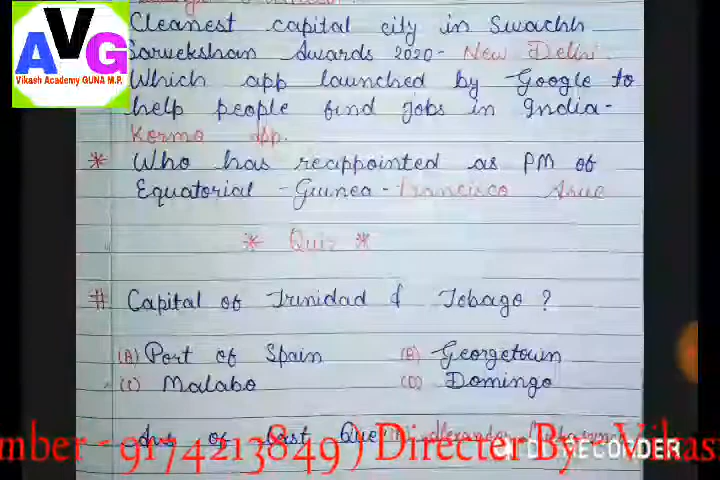 AVG
Vikash Academy GUNA M.P.
Cleanest capital city in Swachh
Sarvekshan Awards 2020- New Delhi.
Which app launched by Google to
help people find jobs in India-
Kormo App.
* Who has reappointed as PM of
Equatorial -Guinea- Francisco Asue
* Quiz *
# Capital of Trinidad & Tobago ?
(A) Port of Spain (B) Georgetown
(C) Malabo (D) Domingo
Ans of Last Que
mber - 9174213849) Directer By - Vikas
RECORDER